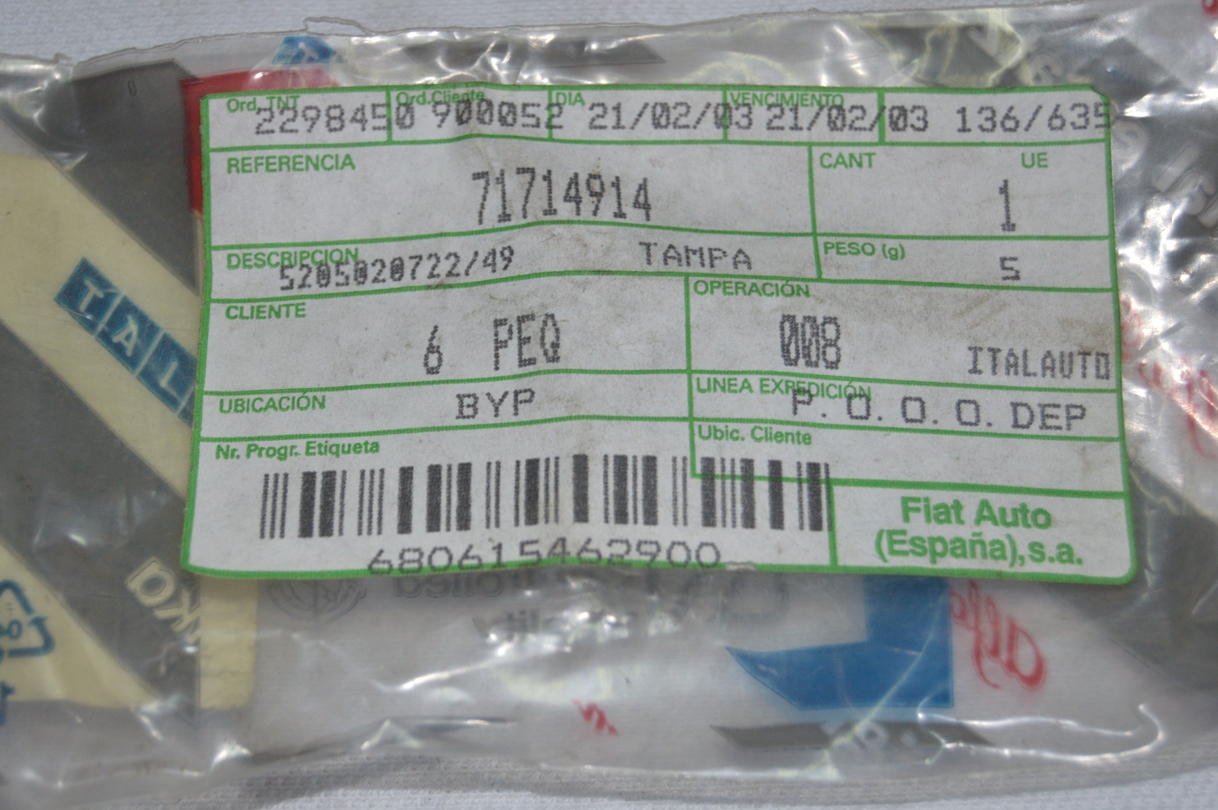 Ord. TNT Ord.Cliente DIA VENCIMIENTO
2298450 900052 21/02/03 21/02/03 136/635
REFERENCIA CANT UE
71714914 1
DESCRIPCION TAMPA PESO (g)
5205020722/49 5
CLIENTE OPERACIÓN
6 PEQ 008 ITALAUTO
UBICACIÓN BYP LINEA EXPEDICIÓN
P. O. O. O. DEP
Nr. Progr. Etiqueta Ubic. Cliente
680615462900
Fiat Auto
(España),s.a.
TAL
alfa